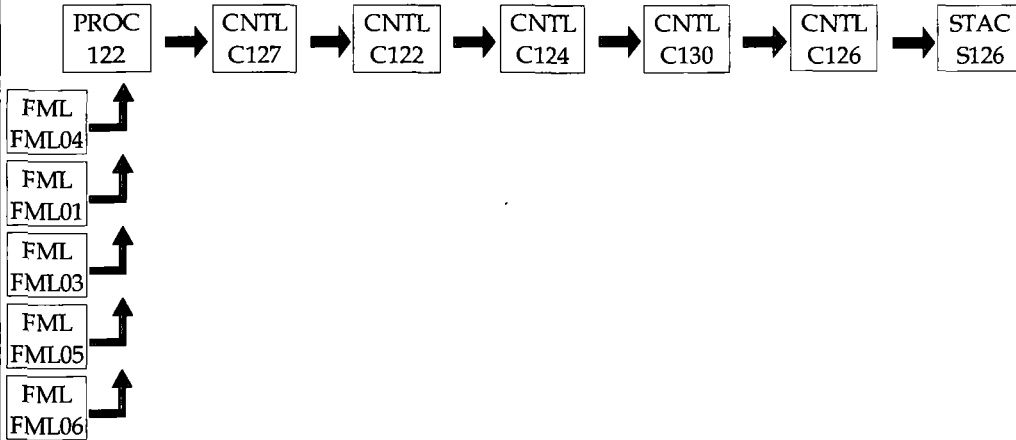 PROC
122
CNTL
C127
CNTL
C122
CNTL
C124
CNTL
C130
CNTL
C126
STAC
S126
FML
FML04
FML
FML01
FML
FML03
FML
FML05
FML
FML06